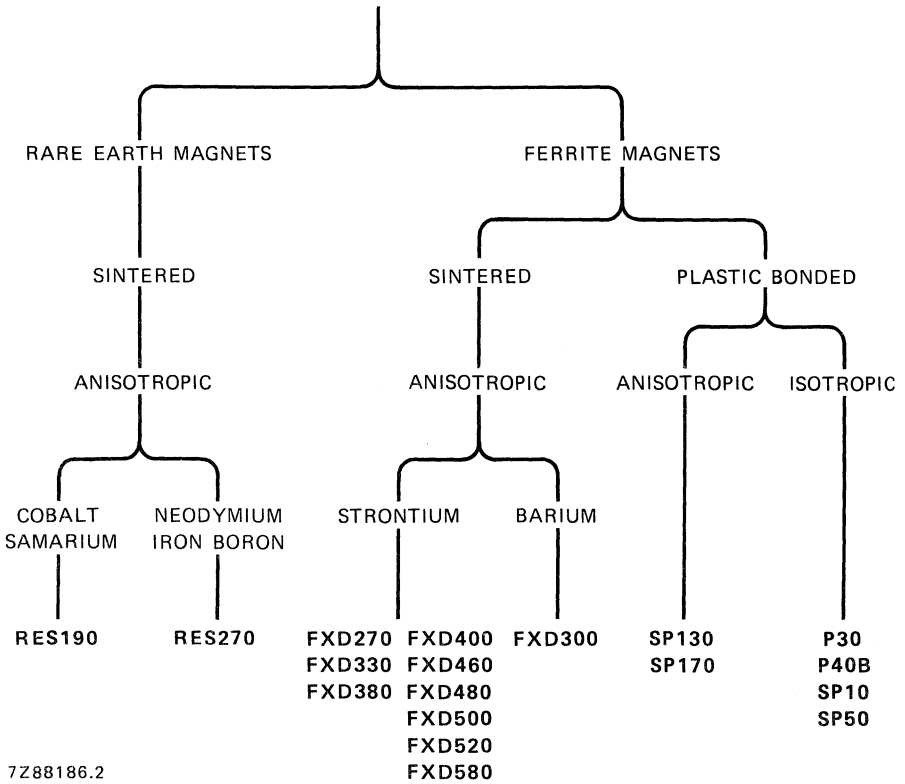 RARE EARTH MAGNETS
FERRITE MAGNETS
SINTERED
SINTERED
PLASTIC BONDED
ANISOTROPIC
ANISOTROPIC
ANISOTROPIC
ISOTROPIC
COBALT
SAMARIUM
NEODYMIUM
IRON BORON
STRONTIUM
BARIUM
RES190
RES270
FXD270
FXD330
FXD380
FXD400
FXD460
FXD480
FXD500
FXD520
FXD580
FXD300
SP130
SP170
P30
P40B
SP10
SP50
7Z88186.2